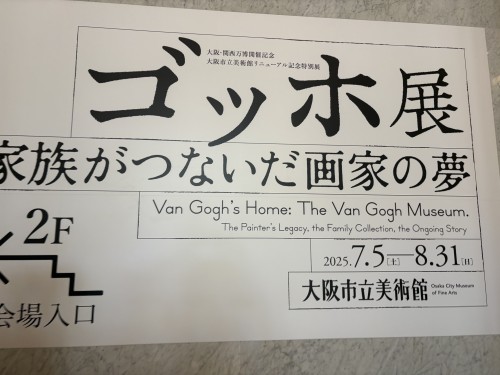 大阪・関西万博開催記念
大阪市立美術館リニューアル記念特別展
ゴッホ展
家族がつないだ画家の夢
Van Gogh's Home: The Van Gogh Museum.
The Painter's Legacy, the Family Collection, the Ongoing Story
2F
会場入口
2025.7.5[土]—8.31[日]
大阪市立美術館 Osaka City Museum
of Fine Arts